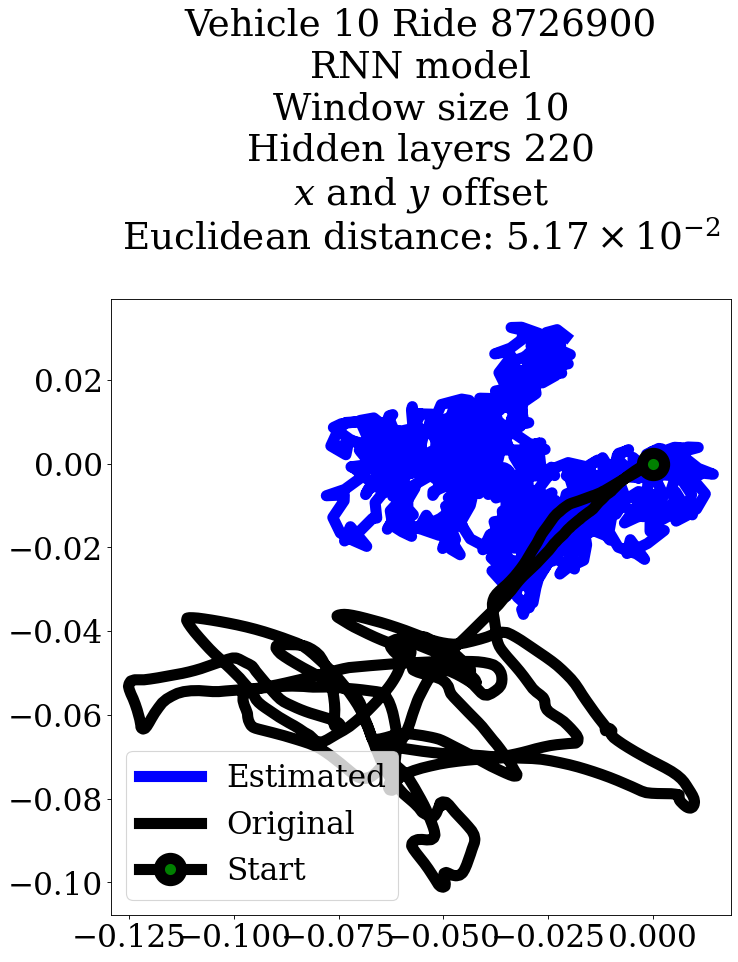 Vehicle 10 Ride 8726900
RNN model
Window size 10
Hidden layers 220
x and y offset
Euclidean distance: 5.17 × 10⁻²
0.02
0.00
−0.02
−0.04
−0.06
−0.08
−0.10
Estimated
Original
Start
−0.125 −0.100 −0.075 −0.050 −0.025 0.000